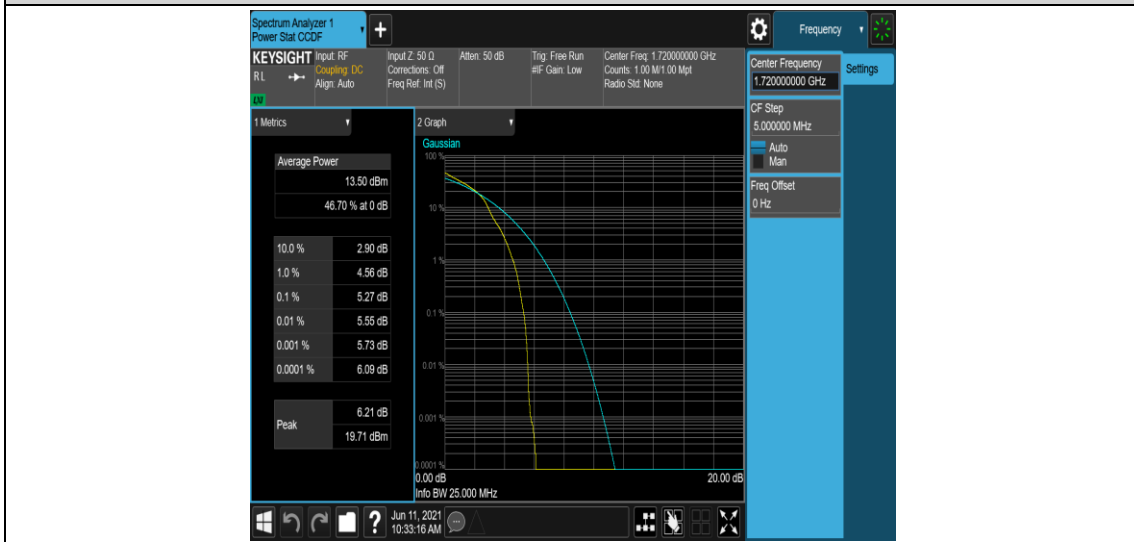 Spectrum Analyzer 1
Power Stat CCDF
+
Frequency
KEYSIGHT
RL
LXI
Input: RF
Coupling: DC
Align: Auto
Input Z: 50 Ω
Corrections: Off
Freq Ref: Int (S)
Atten: 50 dB
Trig: Free Run
#IF Gain: Low
Center Freq: 1.720000000 GHz
Counts: 1.00 M/1.00 Mpt
Radio Std: None
Center Frequency
1.720000000 GHz
Settings
CF Step
5.000000 MHz
Auto
Man
Freq Offset
0 Hz
1 Metrics
Average Power
13.50 dBm
46.70 % at 0 dB
10.0 % 2.90 dB
1.0 % 4.56 dB
0.1 % 5.27 dB
0.01 % 5.55 dB
0.001 % 5.73 dB
0.0001 % 6.09 dB
Peak
6.21 dB
19.71 dBm
2 Graph
Gaussian
100 %
10 %
1 %
0.1 %
0.01 %
0.001 %
0.0001 %
0.00 dB 20.00 dB
Info BW 25.000 MHz
?
Jun 11, 2021
10:33:16 AM